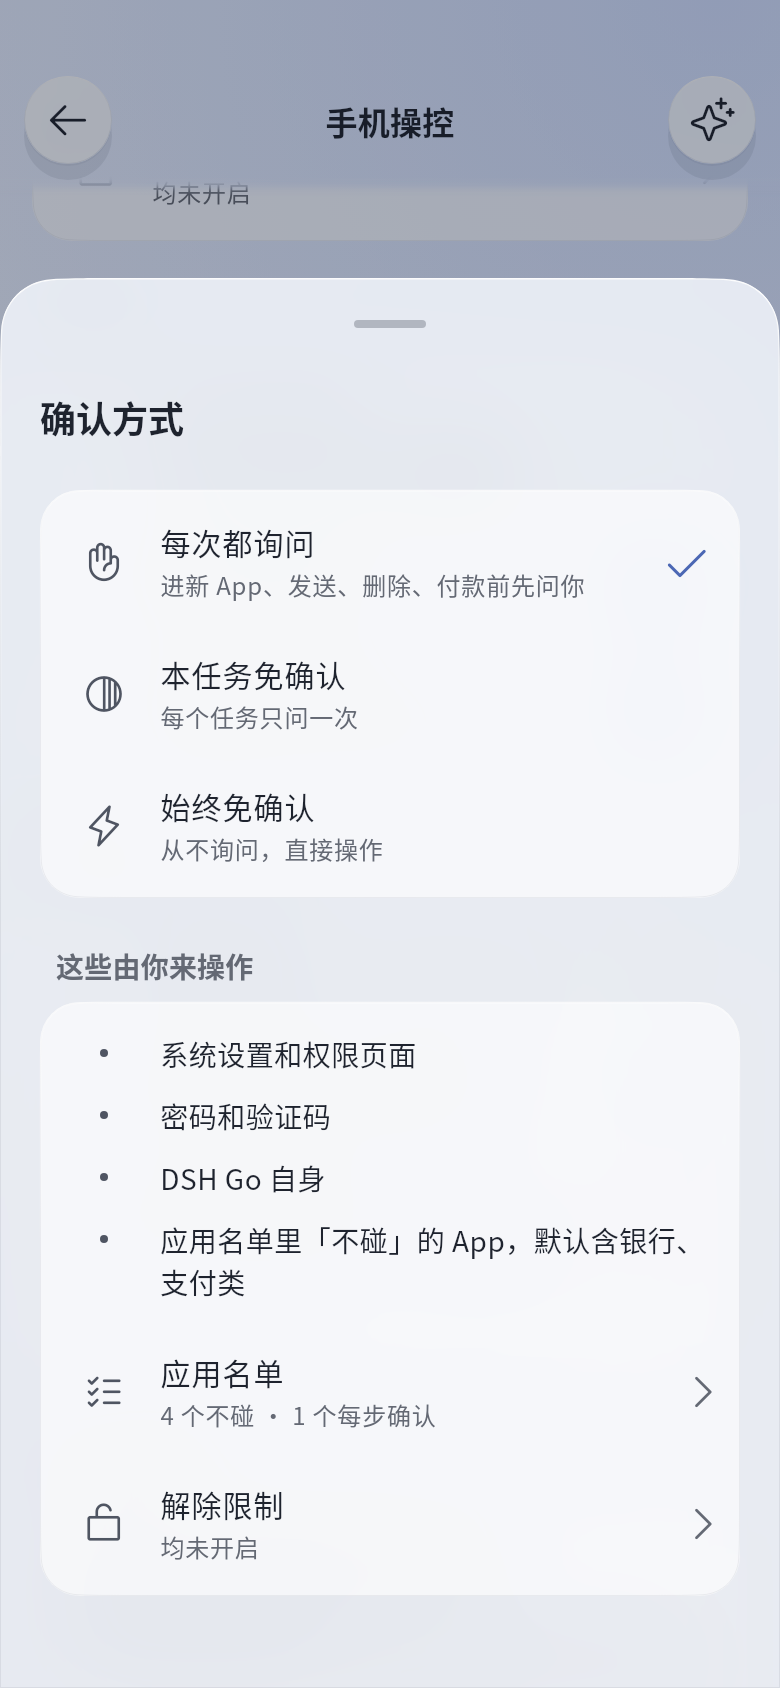 手机操控
均未开启
确认方式
每次都询问
进新 App、发送、删除、付款前先问你
本任务免确认
每个任务只问一次
始终免确认
从不询问，直接操作
这些由你来操作
• 系统设置和权限页面
• 密码和验证码
• DSH Go 自身
• 应用名单里「不碰」的 App，默认含银行、
支付类
应用名单
4 个不碰 · 1 个每步确认
解除限制
均未开启